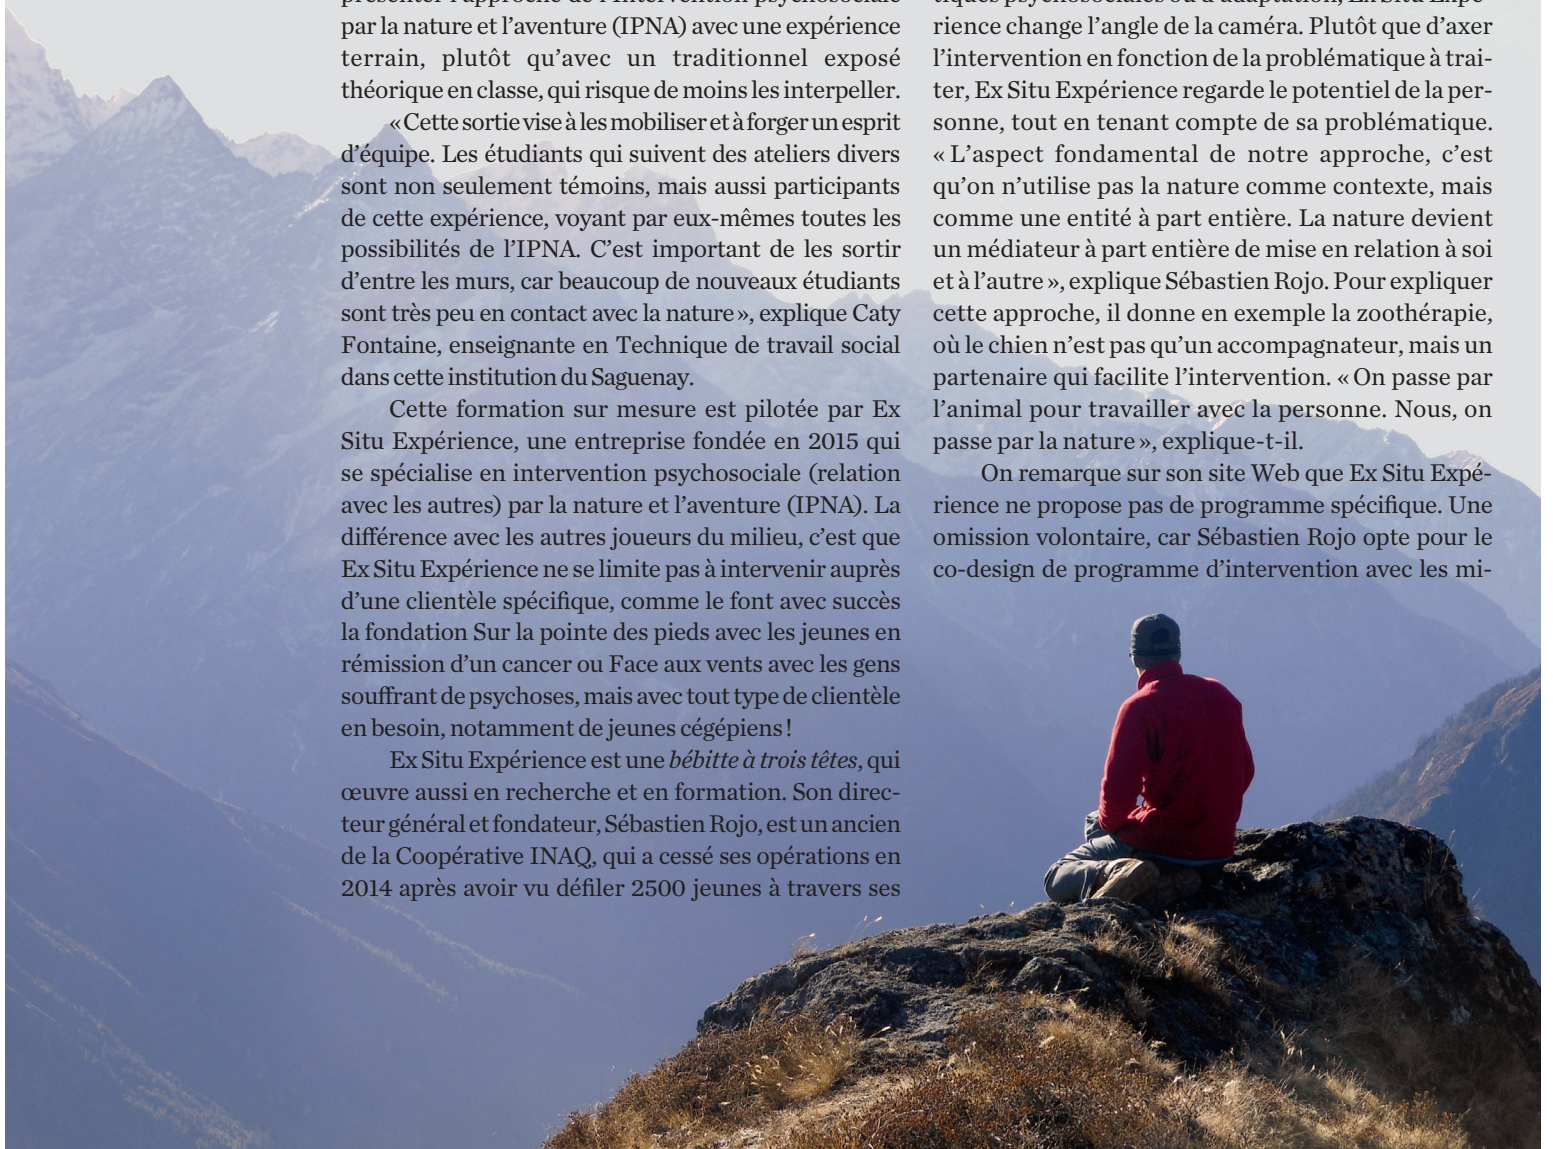 présenter l'approche de l'Intervention psychosociale
par la nature et l'aventure (IPNA) avec une expérience
terrain, plutôt qu'avec un traditionnel exposé
théorique en classe, qui risque de moins les interpeller.
« Cette sortie vise à les mobiliser et à forger un esprit
d'équipe. Les étudiants qui suivent des ateliers divers
sont non seulement témoins, mais aussi participants
de cette expérience, voyant par eux-mêmes toutes les
possibilités de l'IPNA. C'est important de les sortir
d'entre les murs, car beaucoup de nouveaux étudiants
sont très peu en contact avec la nature », explique Caty
Fontaine, enseignante en Technique de travail social
dans cette institution du Saguenay.
Cette formation sur mesure est pilotée par Ex
Situ Expérience, une entreprise fondée en 2015 qui
se spécialise en intervention psychosociale (relation
avec les autres) par la nature et l'aventure (IPNA). La
différence avec les autres joueurs du milieu, c'est que
Ex Situ Expérience ne se limite pas à intervenir auprès
d'une clientèle spécifique, comme le font avec succès
la fondation Sur la pointe des pieds avec les jeunes en
rémission d'un cancer ou Face aux vents avec les gens
souffrant de psychoses, mais avec tout type de clientèle
en besoin, notamment de jeunes cégépiens !
Ex Situ Expérience est une bébitte à trois têtes, qui
œuvre aussi en recherche et en formation. Son direc-
teur général et fondateur, Sébastien Rojo, est un ancien
de la Coopérative INAQ, qui a cessé ses opérations en
2014 après avoir vu défiler 2500 jeunes à travers ses
tiques psychosociales ou d'adaptation, Ex Situ Expé-
rience change l'angle de la caméra. Plutôt que d'axer
l'intervention en fonction de la problématique à trai-
ter, Ex Situ Expérience regarde le potentiel de la per-
sonne, tout en tenant compte de sa problématique.
« L'aspect fondamental de notre approche, c'est
qu'on n'utilise pas la nature comme contexte, mais
comme une entité à part entière. La nature devient
un médiateur à part entière de mise en relation à soi
et à l'autre », explique Sébastien Rojo. Pour expliquer
cette approche, il donne en exemple la zoothérapie,
où le chien n'est pas qu'un accompagnateur, mais un
partenaire qui facilite l'intervention. « On passe par
l'animal pour travailler avec la personne. Nous, on
passe par la nature », explique-t-il.
On remarque sur son site Web que Ex Situ Expé-
rience ne propose pas de programme spécifique. Une
omission volontaire, car Sébastien Rojo opte pour le
co-design de programme d'intervention avec les mi-